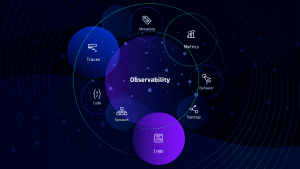 Metadata
Metrics
Traces
Observability
Behavior
Code
Topology
Network
Logs